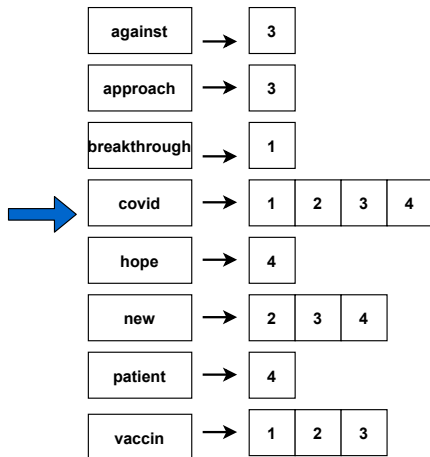 against 3
approach 3
breakthrough 1
covid 1 2 3 4
hope 4
new 2 3 4
patient 4
vaccin 1 2 3